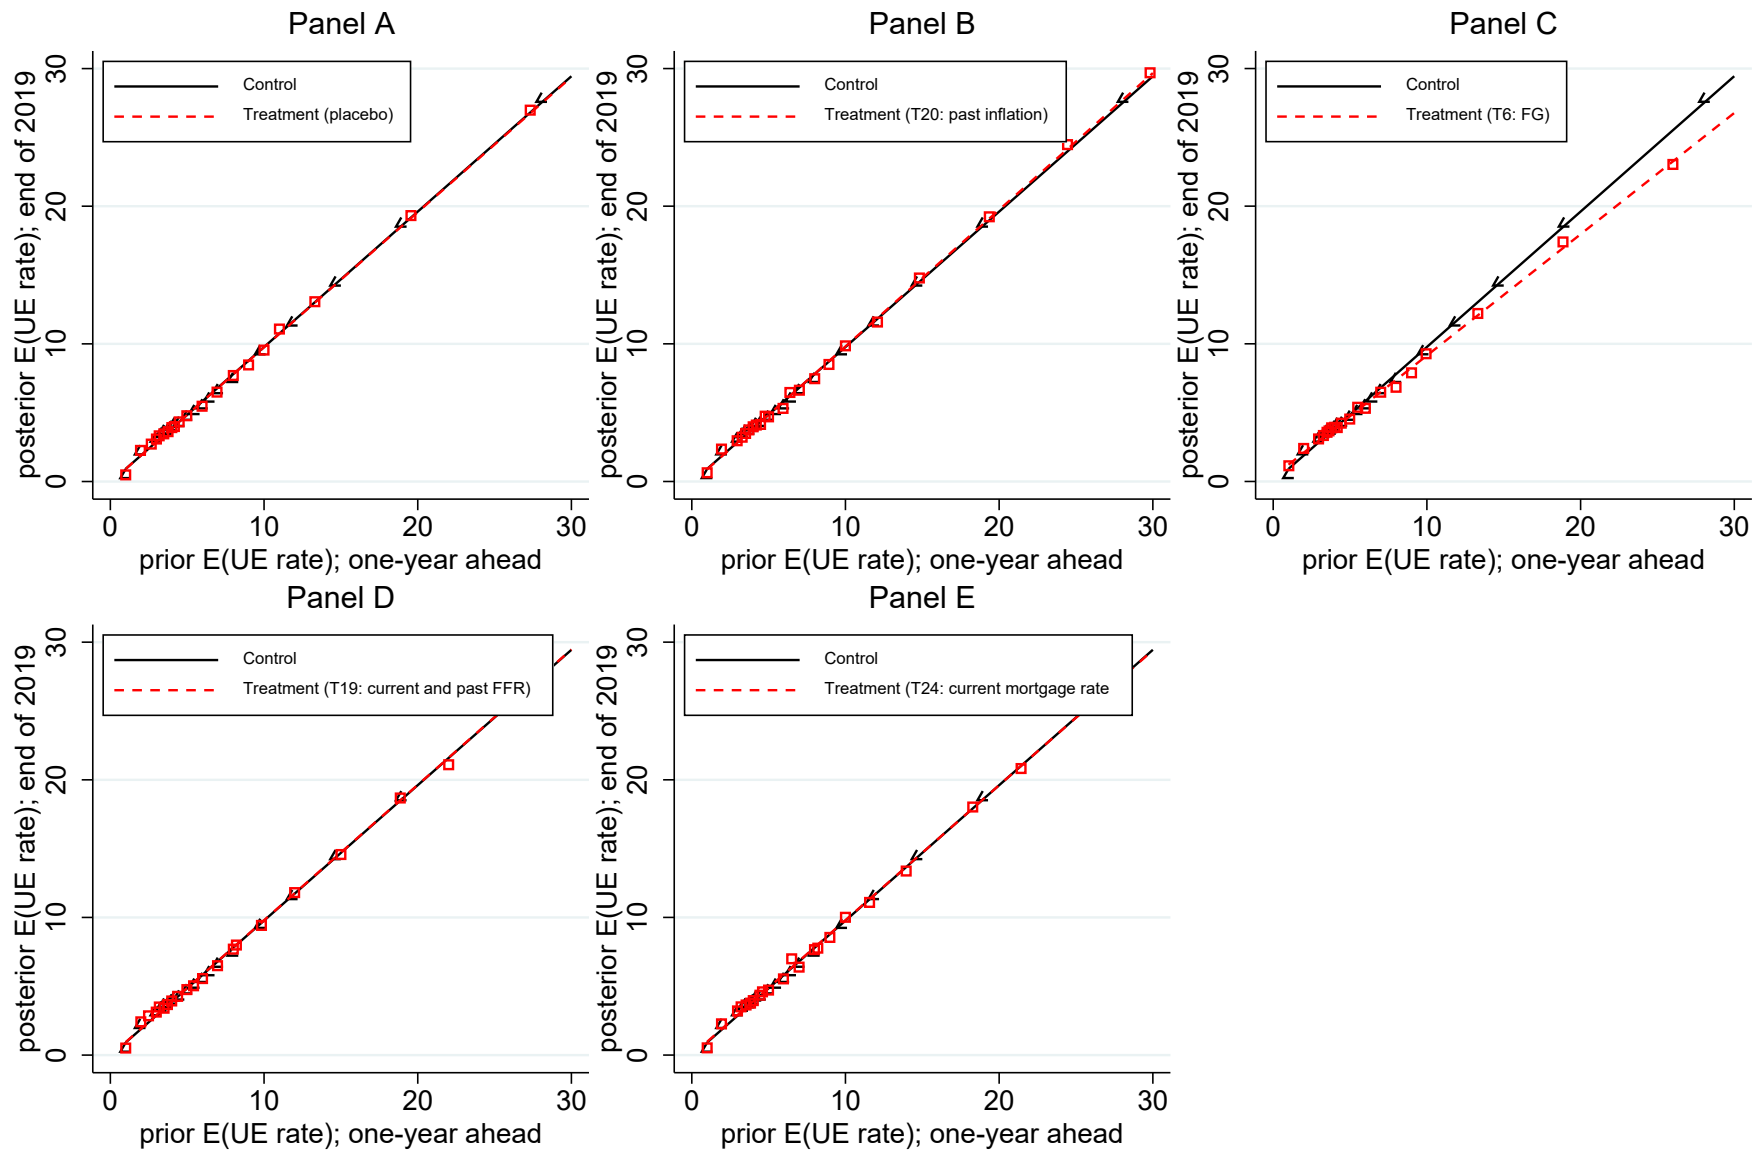 Panel A
posterior E(UE rate); end of 2019
30
20
10
0
Control
Treatment (placebo)
0 10 20 30
prior E(UE rate); one-year ahead
Panel B
posterior E(UE rate); end of 2019
30
20
10
0
Control
Treatment (T20: past inflation)
0 10 20 30
prior E(UE rate); one-year ahead
Panel C
posterior E(UE rate); end of 2019
30
20
10
0
Control
Treatment (T6: FG)
0 10 20 30
prior E(UE rate); one-year ahead
Panel D
posterior E(UE rate); end of 2019
30
20
10
0
Control
Treatment (T19: current and past FFR)
0 10 20 30
prior E(UE rate); one-year ahead
Panel E
posterior E(UE rate); end of 2019
30
20
10
0
Control
Treatment (T24: current mortgage rate
0 10 20 30
prior E(UE rate); one-year ahead